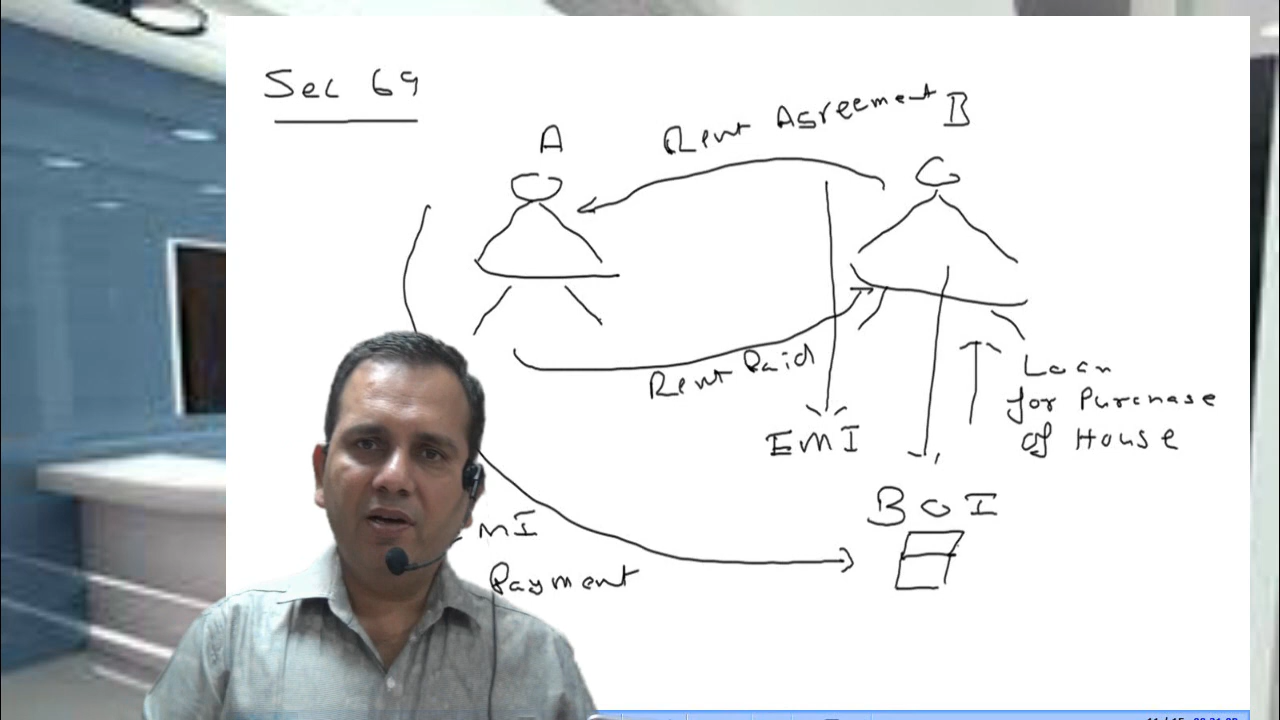 Sec 69
A
Rent Agreement
B
Rent Paid
Loan
for Purchase
of House
EMI
BOI
MI
Payment